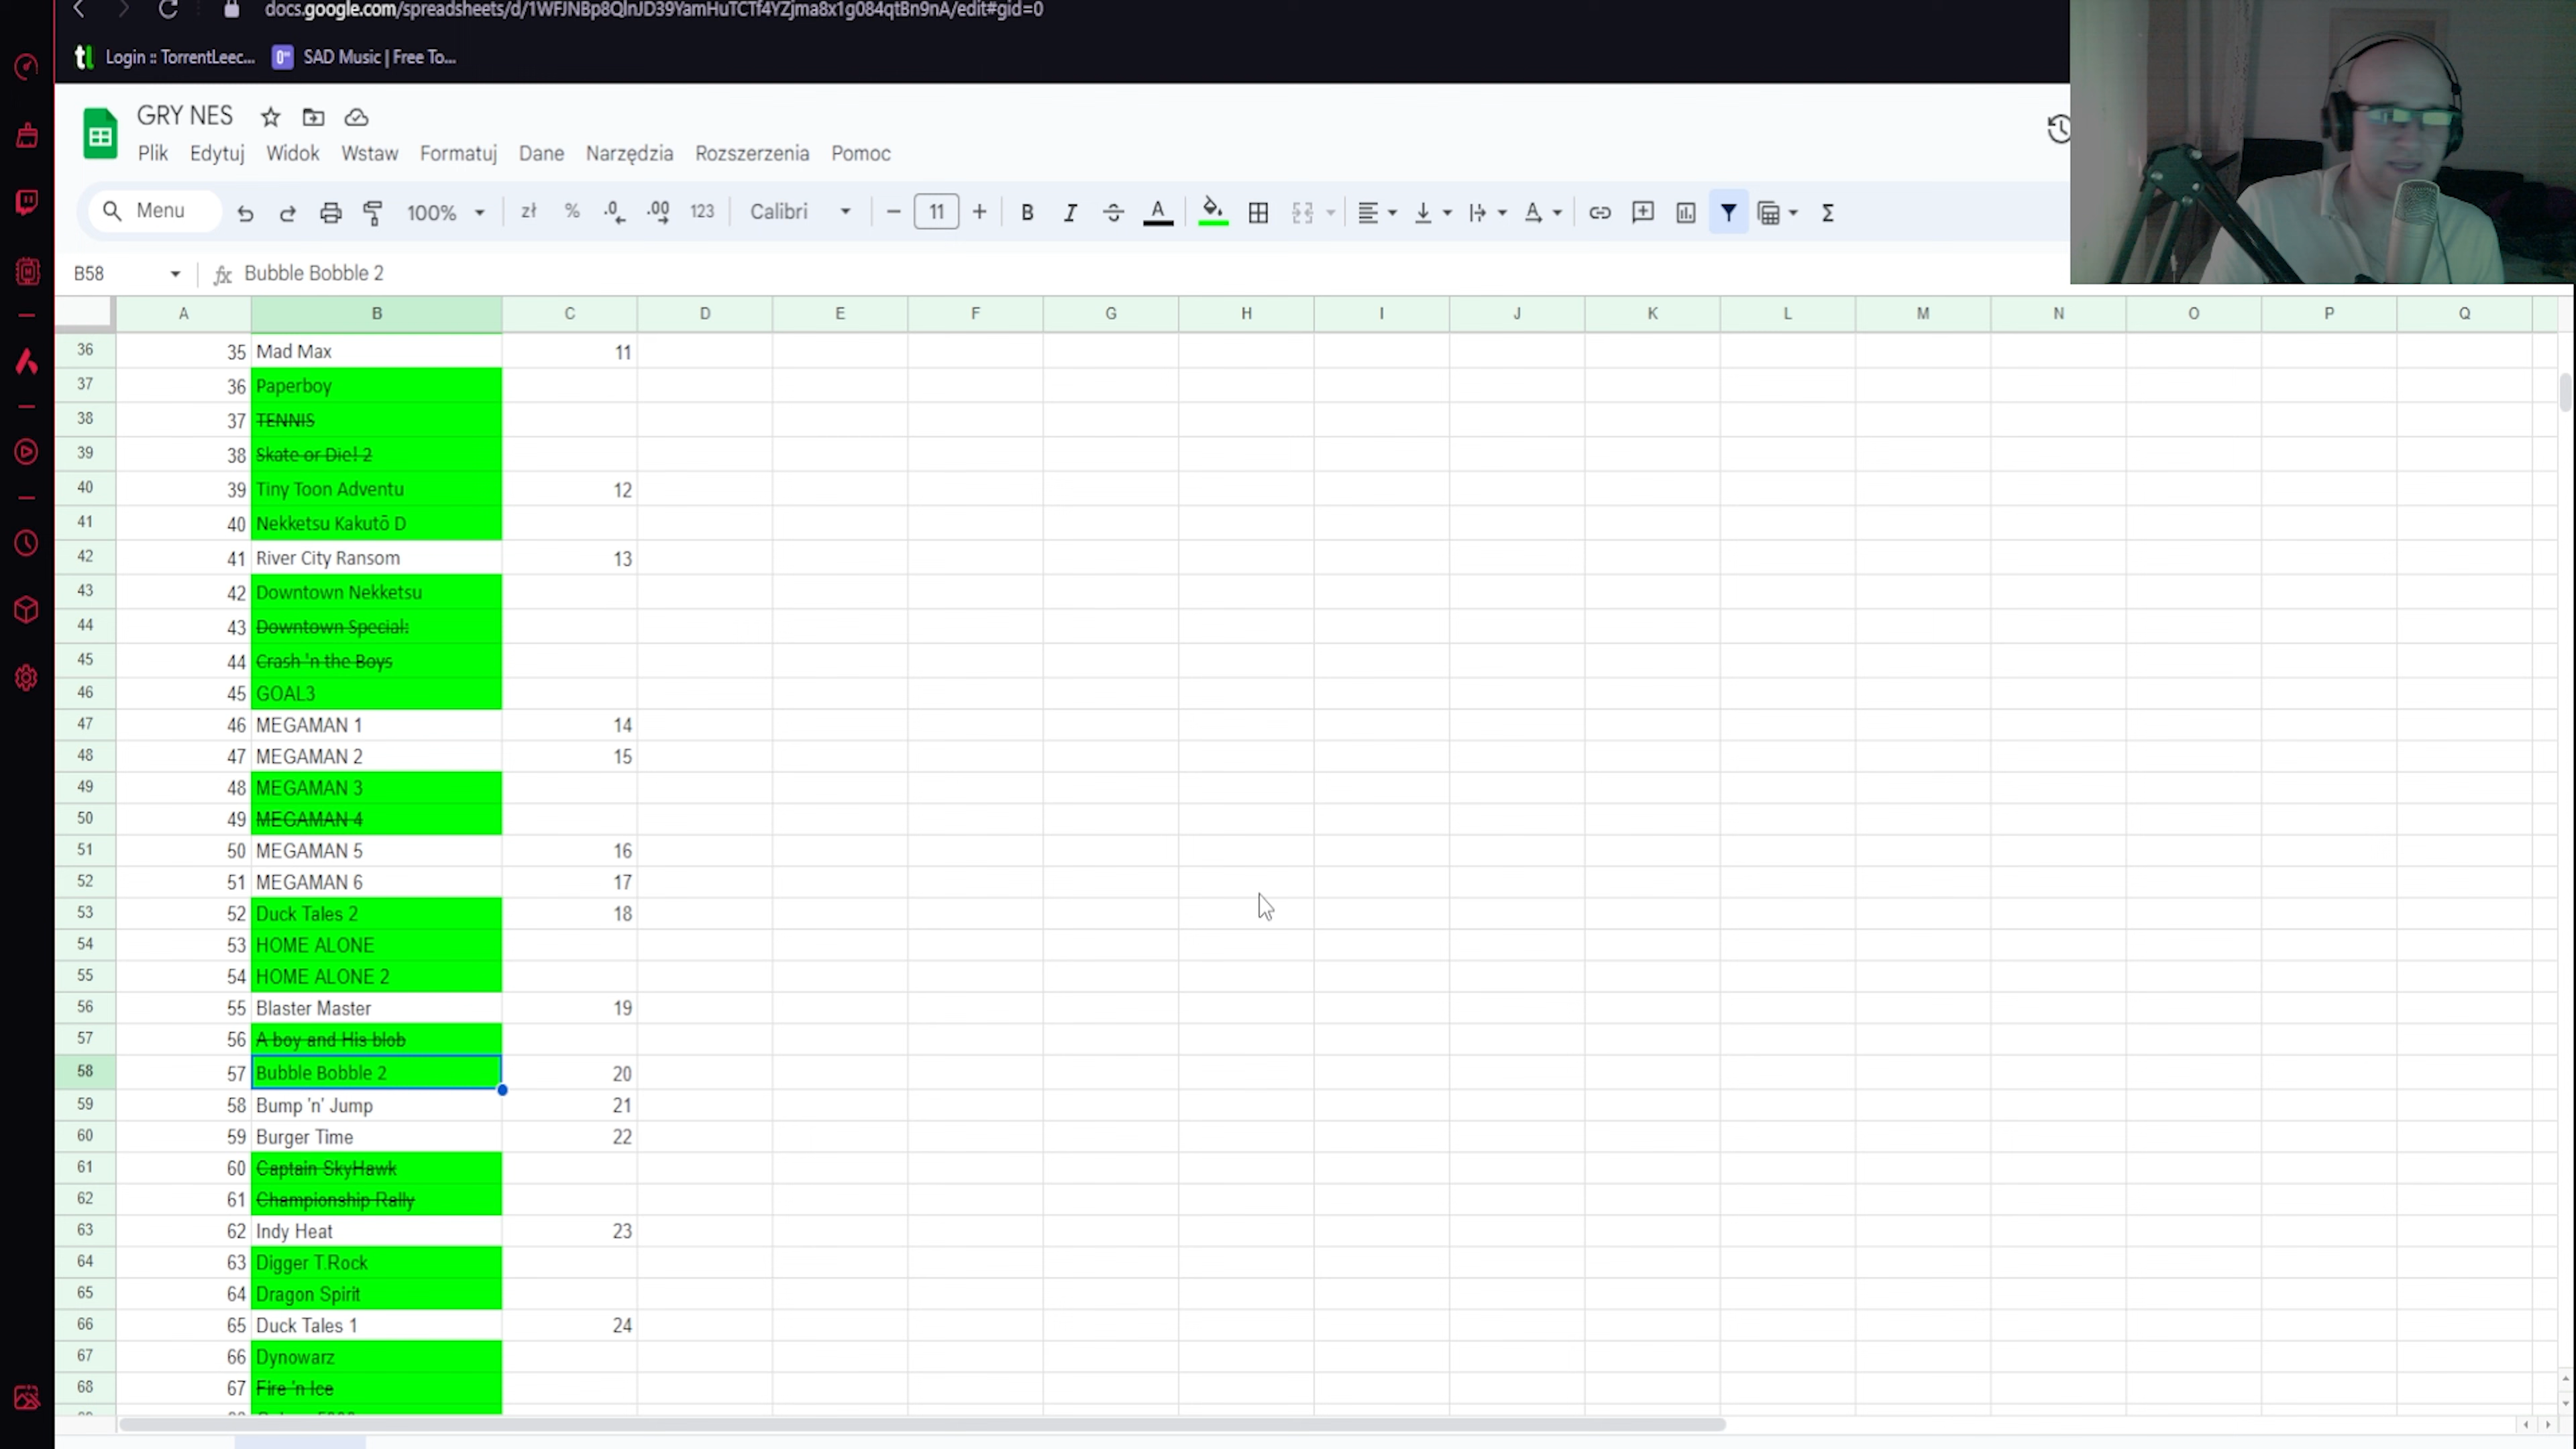 docs.google.com/spreadsheets/d/1WFJNBp8QlnJD39YamHuTCTf4YZjma8x1g084qtBn9nA/edit#gid=0
Login :: TorrentLeec... SAD Music | Free To...
GRY NES
Plik Edytuj Widok Wstaw Formatuj Dane Narzędzia Rozszerzenia Pomoc
Menu 100% zł % .0 .00 123 Calibri 11 B I S A Σ
B58 fx Bubble Bobble 2
A B C D E F G H I J K L M N O P Q
36 35 Mad Max 11
37 36 Paperboy
38 37 TENNIS
39 38 Skate or Die! 2
40 39 Tiny Toon Adventu 12
41 40 Nekketsu Kakutō D
42 41 River City Ransom 13
43 42 Downtown Nekketsu
44 43 Downtown Special:
45 44 Crash 'n the Boys
46 45 GOAL3
47 46 MEGAMAN 1 14
48 47 MEGAMAN 2 15
49 48 MEGAMAN 3
50 49 MEGAMAN 4
51 50 MEGAMAN 5 16
52 51 MEGAMAN 6 17
53 52 Duck Tales 2 18
54 53 HOME ALONE
55 54 HOME ALONE 2
56 55 Blaster Master 19
57 56 A boy and His blob
58 57 Bubble Bobble 2 20
59 58 Bump 'n' Jump 21
60 59 Burger Time 22
61 60 Captain SkyHawk
62 61 Championship Rally
63 62 Indy Heat 23
64 63 Digger T.Rock
65 64 Dragon Spirit
66 65 Duck Tales 1 24
67 66 Dynowarz
68 67 Fire 'n Ice